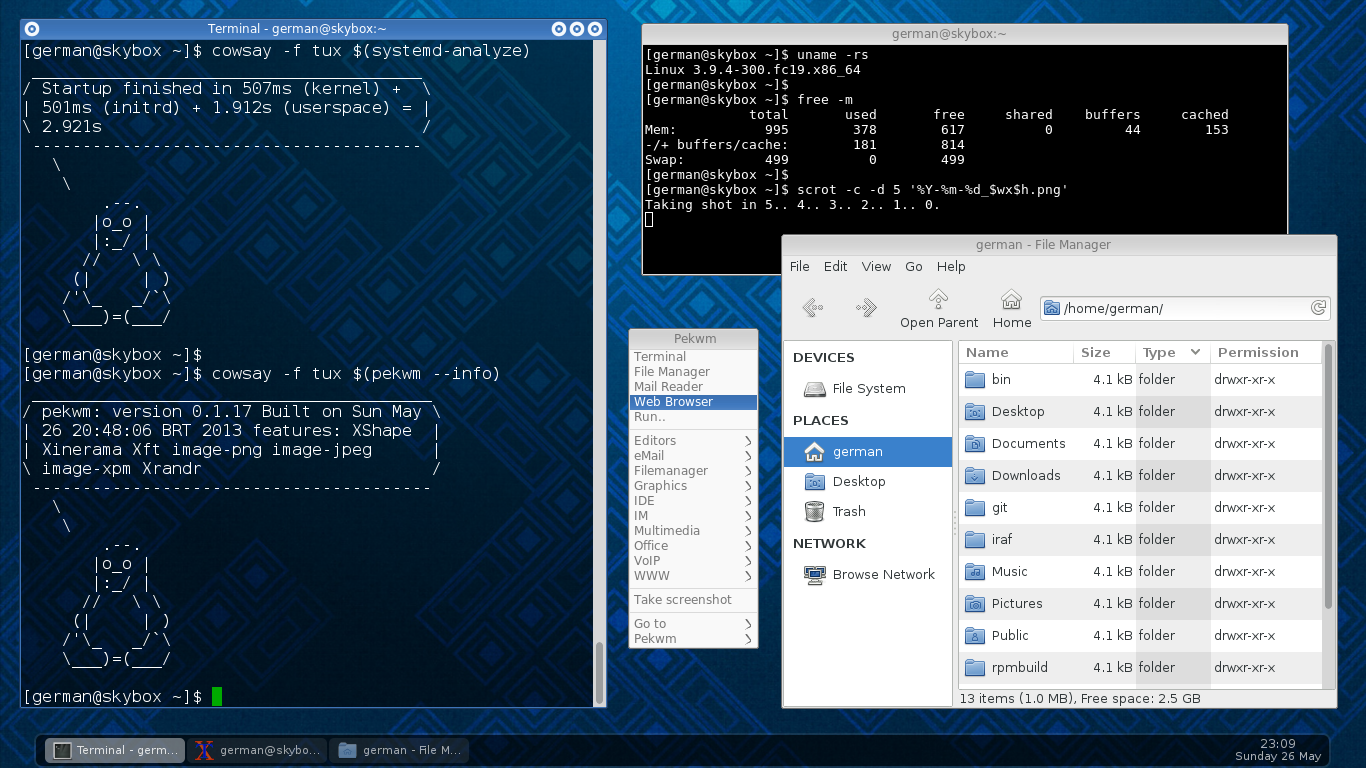 Terminal - german@skybox:~
[german@skybox ~]$ cowsay -f tux $(systemd-analyze)
 _______________________________________
/ Startup finished in 507ms (kernel) +  \
| 501ms (initrd) + 1.912s (userspace) = |
\ 2.921s                                /
 ---------------------------------------
   \
    \
        .--.
       |o_o |
       |:_/ |
      //   \ \
     (|     | )
    /'\_   _/`\
    \___)=(___/
[german@skybox ~]$
[german@skybox ~]$ cowsay -f tux $(pekwm --info)
 ________________________________________
/ pekwm: version 0.1.17 Built on Sun May \
| 26 20:48:06 BRT 2013 features: XShape  |
| Xinerama Xft image-png image-jpeg      |
\ image-xpm Xrandr                       /
 ----------------------------------------
   \
    \
        .--.
       |o_o |
       |:_/ |
      //   \ \
     (|     | )
    /'\_   _/`\
    \___)=(___/
[german@skybox ~]$
german@skybox:~
[german@skybox ~]$ uname -rs
Linux 3.9.4-300.fc19.x86_64
[german@skybox ~]$
[german@skybox ~]$ free -m
total used free shared buffers cached
Mem: 995 378 617 0 44 153
-/+ buffers/cache: 181 814
Swap: 499 0 499
[german@skybox ~]$
[german@skybox ~]$ scrot -c -d 5 '%Y-%m-%d_$wx$h.png'
Taking shot in 5.. 4.. 3.. 2.. 1.. 0.
Pekwm
Terminal
File Manager
Mail Reader
Web Browser
Run..
Editors
eMail
Filemanager
Graphics
IDE
IM
Multimedia
Office
VoIP
WWW
Take screenshot
Go to
Pekwm
german - File Manager
File Edit View Go Help
Open Parent Home /home/german/
DEVICES
File System
PLACES
german
Desktop
Trash
NETWORK
Browse Network
Name Size Type Permission
bin 4.1 kB folder drwxr-xr-x
Desktop 4.1 kB folder drwxr-xr-x
Documents 4.1 kB folder drwxr-xr-x
Downloads 4.1 kB folder drwxr-xr-x
git 4.1 kB folder drwxr-xr-x
iraf 4.1 kB folder drwxr-xr-x
Music 4.1 kB folder drwxr-xr-x
Pictures 4.1 kB folder drwxr-xr-x
Public 4.1 kB folder drwxr-xr-x
rpmbuild 4.1 kB folder drwxr-xr-x
13 items (1.0 MB), Free space: 2.5 GB
Terminal - germ... german@skybo... german - File M...
23:09
Sunday 26 May